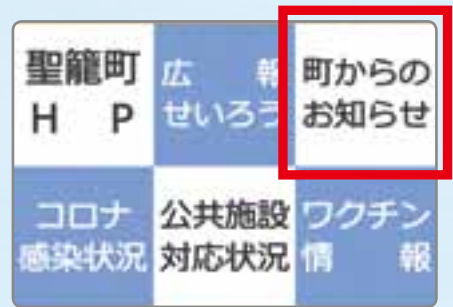 聖籠町
H P
広 報
せいろう
町からの
お知らせ
コロナ
感染状況
公共施設
対応状況
ワクチン
情 報